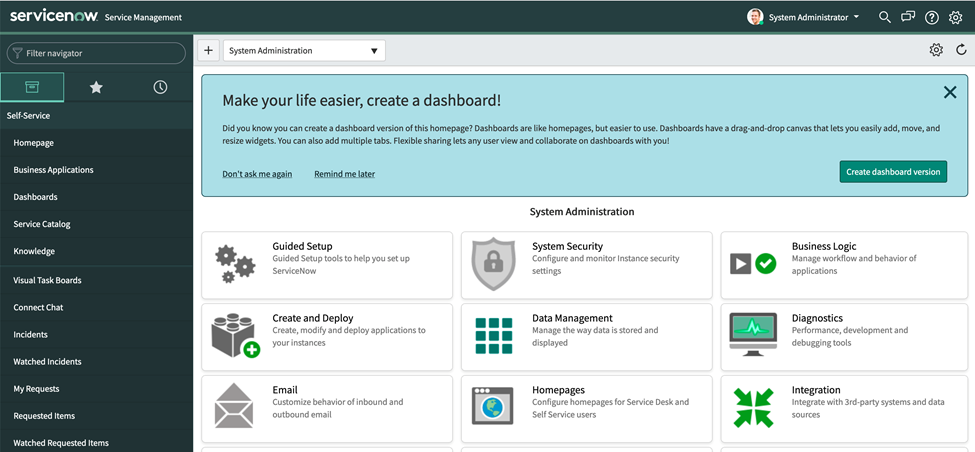 servicenow Service Management
System Administrator
Filter navigator
+ System Administration
Self-Service
Homepage
Business Applications
Dashboards
Service Catalog
Knowledge
Visual Task Boards
Connect Chat
Incidents
Watched Incidents
My Requests
Requested Items
Watched Requested Items
Make your life easier, create a dashboard!
Did you know you can create a dashboard version of this homepage? Dashboards are like homepages, but easier to use. Dashboards have a drag-and-drop canvas that lets you easily add, move, and
resize widgets. You can also add multiple tabs. Flexible sharing lets any user view and collaborate on dashboards with you!
Don't ask me again
Remind me later
Create dashboard version
System Administration
Guided Setup
Guided Setup tools to help you set up
ServiceNow
System Security
Configure and monitor Instance security
settings
Business Logic
Manage workflow and behavior of
applications
Create and Deploy
Create, modify and deploy applications to
your instances
Data Management
Manage the way data is stored and
displayed
Diagnostics
Performance, development and
debugging tools
Email
Customize behavior of inbound and
outbound email
Homepages
Configure homepages for Service Desk and
Self Service users
Integration
Integrate with 3rd-party systems and data
sources